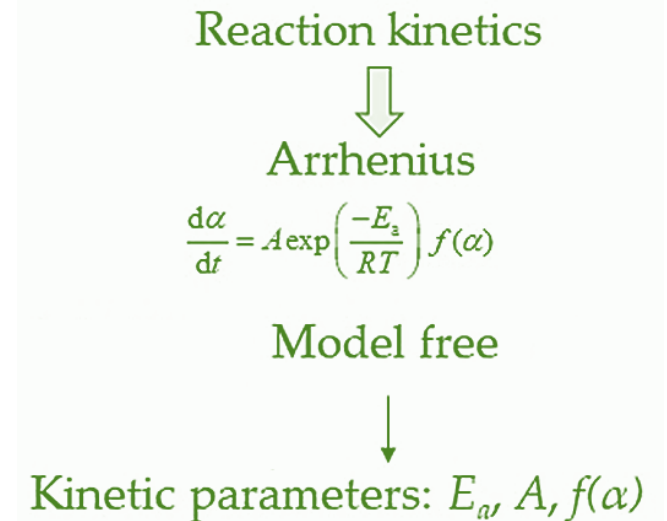 Reaction kinetics
Arrhenius
dα/dt = A exp(−Eₐ/RT) f(α)
Model free
Kinetic parameters: Eₐ, A, f(α)